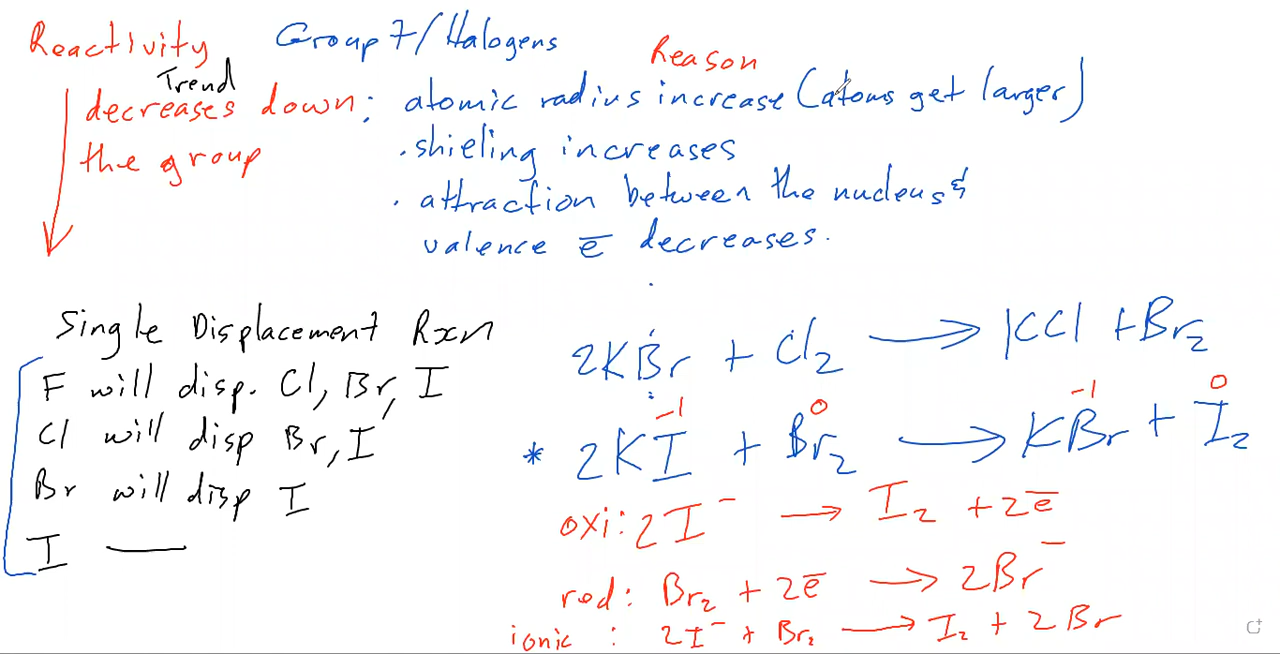 Reactivity Group 7/Halogens Reason
Trend
decreases down: atomic radius increase (atoms get larger)
the group . shieling increases
. attraction between the nucleus &
valence e̅ decreases.
Single Displacement Rxn
F will disp. Cl, Br, I
Cl will disp Br, I
Br will disp I
I —
2KBr + Cl₂ → KCl + Br₂
-1 0 -1 0
* 2KI + Br₂ → KBr + I₂
oxi: 2I⁻ → I₂ + 2e̅
red: Br₂ + 2e̅ → 2Br⁻
ionic : 2I⁻ + Br₂ → I₂ + 2Br